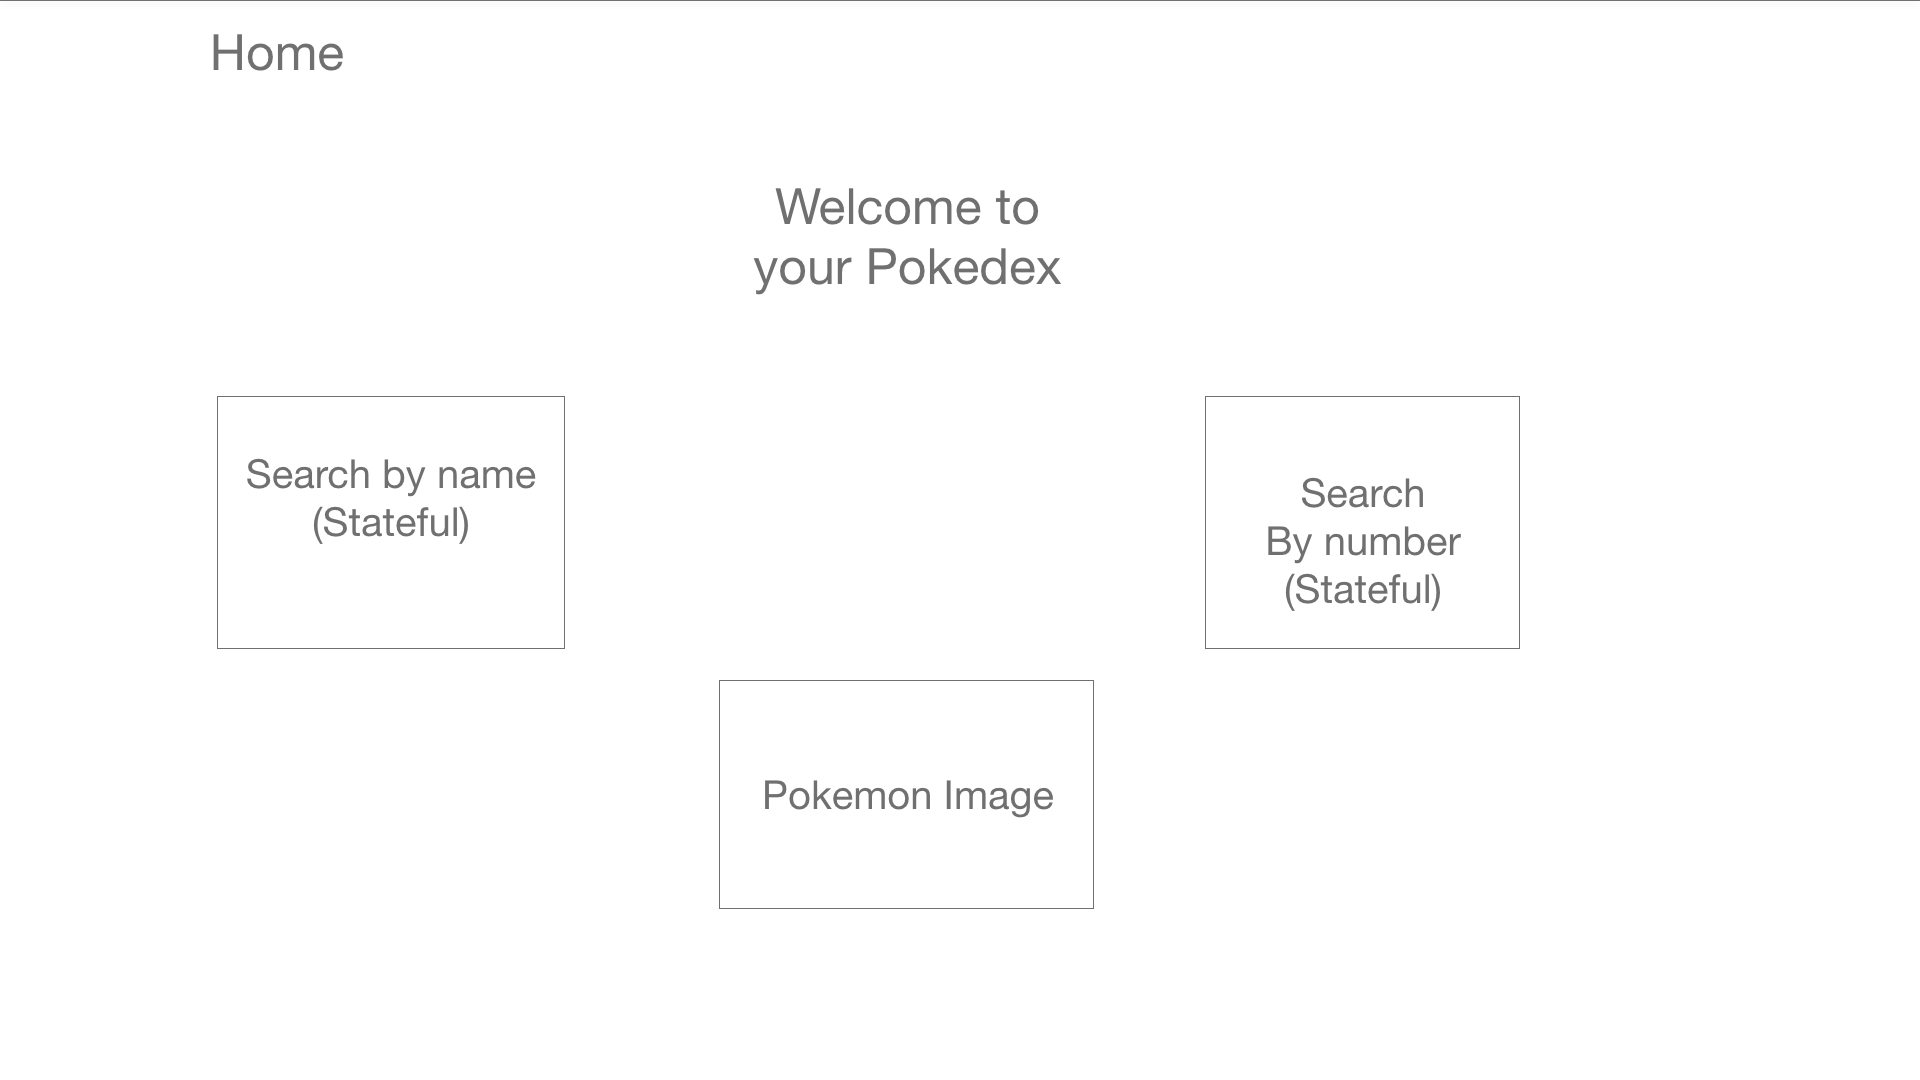 Home
Welcome to
your Pokedex
Search by name
(Stateful)
Search
By number
(Stateful)
Pokemon Image